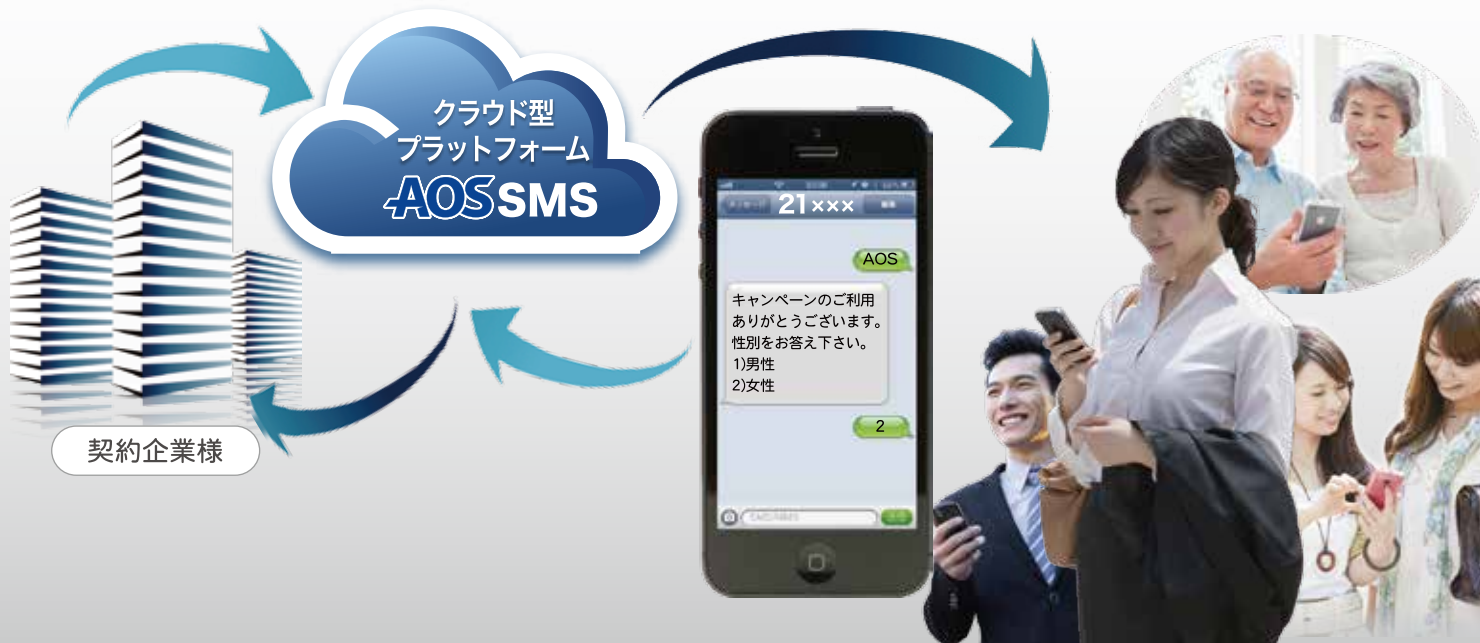 クラウド型
プラットフォーム
AOSSMS
契約企業様
21×××
AOS
キャンペーンのご利用
ありがとうございます。
性別をお答え下さい。
1)男性
2)女性
2